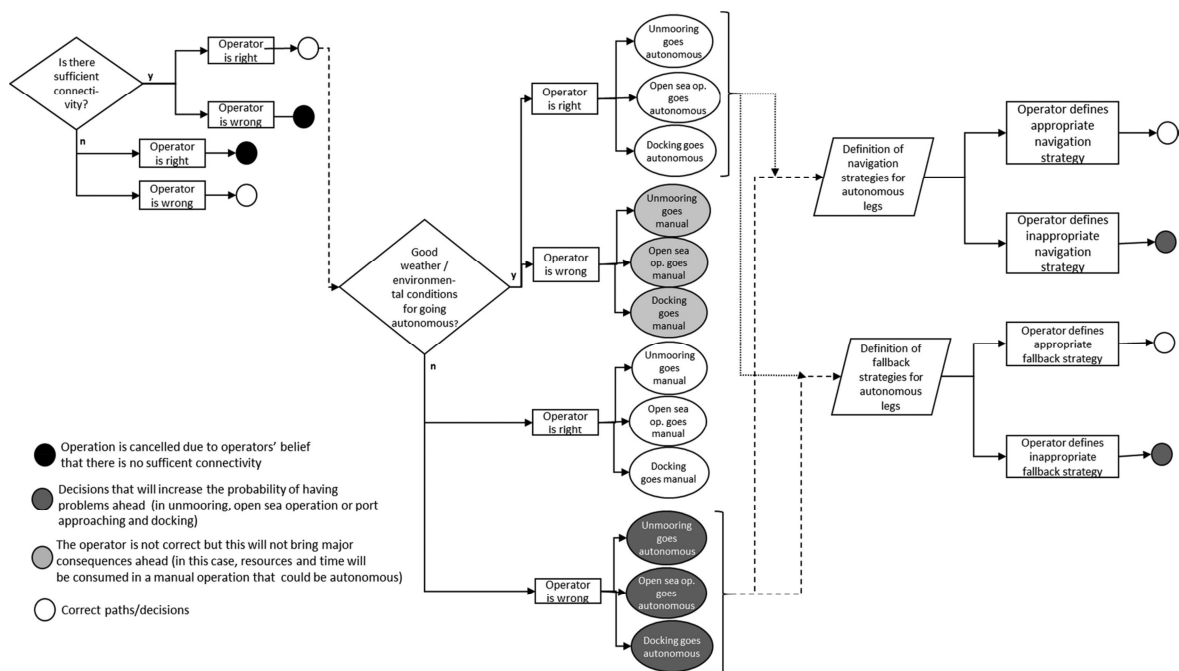 Is there
sufficient
connecti-
vity?
y
n
Operator
is right
Operator
is wrong
Operator
is right
Operator
is wrong
Good
weather /
environmen-
tal conditions
for going
autonomous?
y
n
Operator
is right
Unmooring
goes
autonomous
Open sea op.
goes
autonomous
Docking goes
autonomous
Operator
is wrong
Unmooring
goes
manual
Open sea
op. goes
manual
Docking
goes
manual
Operator
is right
Unmooring
goes
manual
Open sea
op. goes
manual
Docking
goes manual
Operator
is wrong
Unmooring
goes
autonomous
Open sea op.
goes
autonomous
Docking goes
autonomous
Definition of
navigation
strategies for
autonomous
legs
Operator defines
appropriate
navigation
strategy
Operator defines
inappropriate
navigation
strategy
Definition of
fallback
strategies for
autonomous
legs
Operator defines
appropriate
fallback strategy
Operator defines
inappropriate
fallback strategy
Operation is cancelled due to operators' belief
that there is no sufficent connectivity
Decisions that will increase the probability of having
problems ahead (in unmooring, open sea operation or port
approaching and docking)
The operator is not correct but this will not bring major
consequences ahead (in this case, resources and time will
be consumed in a manual operation that could be autonomous)
Correct paths/decisions